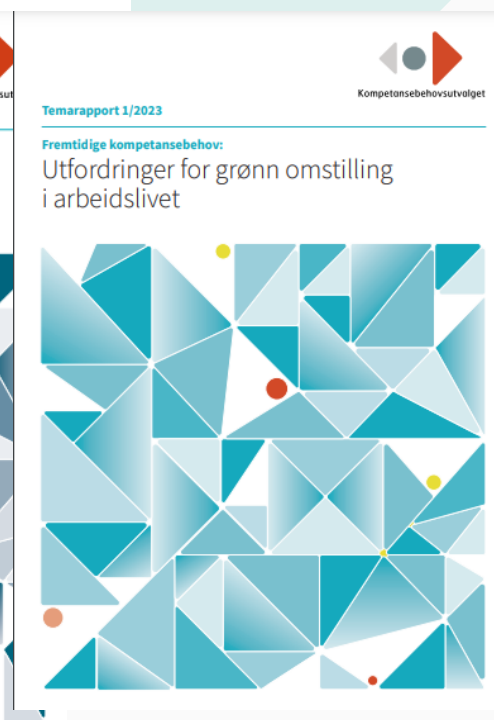 Kompetansebehovsutvalget
Temarapport 1/2023
Fremtidige kompetansebehov:
Utfordringer for grønn omstilling
i arbeidslivet